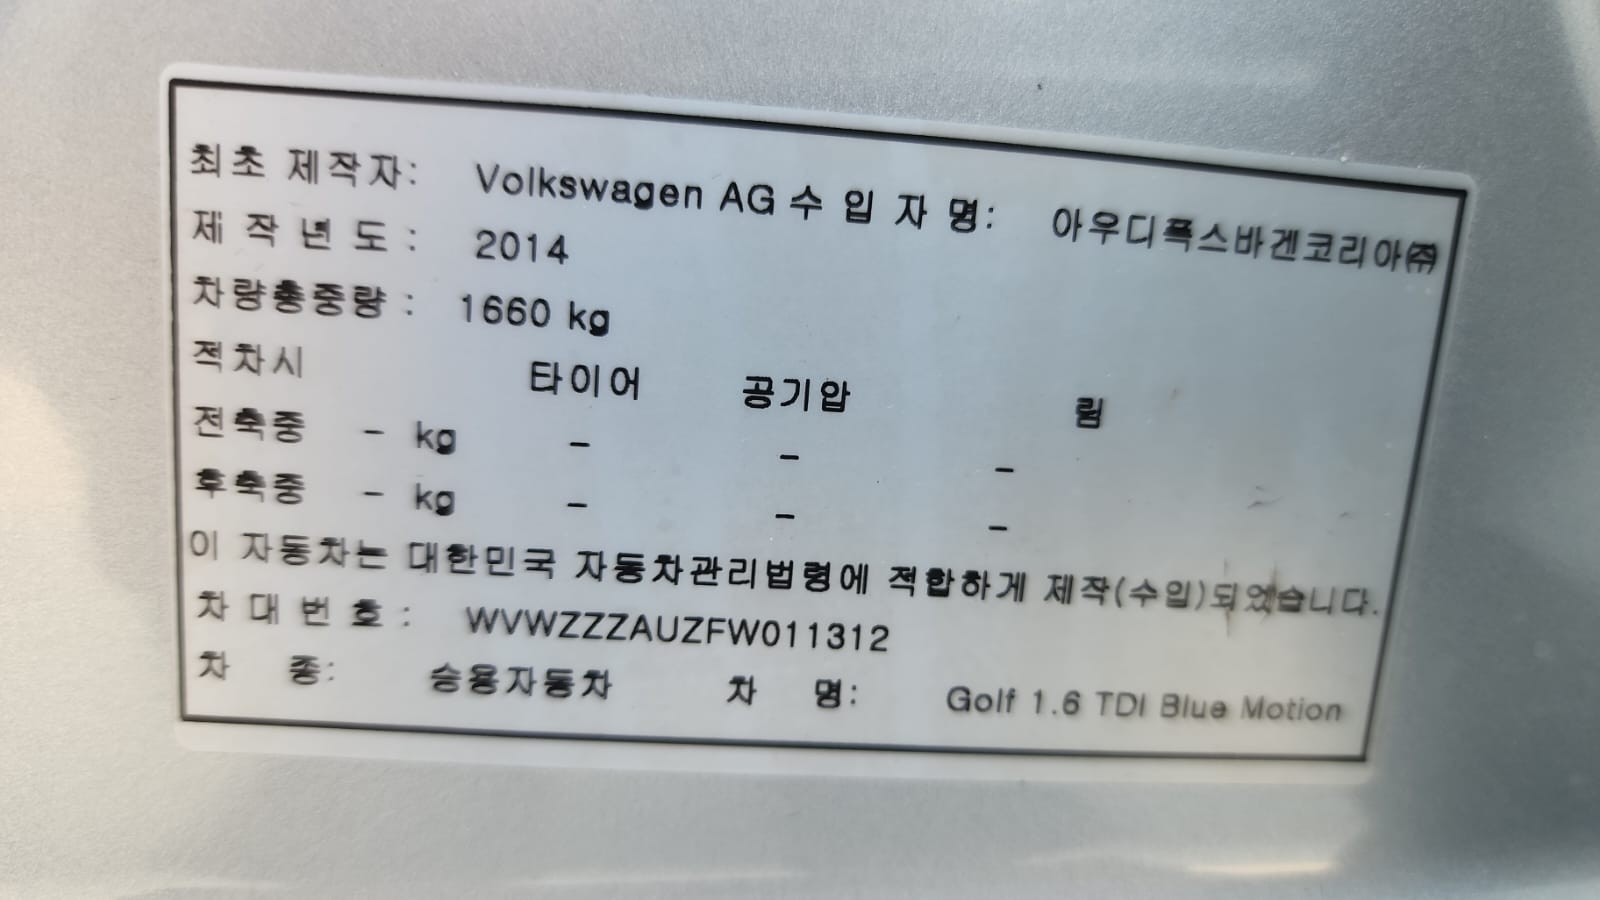 최초 제작자: Volkswagen AG 수 입 자 명: 아우디폭스바겐코리아㈜
제 작 년 도 : 2014
차량총중량 : 1660 kg
적차시 타이어 공기압 림
전축중 - kg - - -
후축중 - kg - - -
이 자동차는 대한민국 자동차관리법령에 적합하게 제작(수입)되었습니다.
차 대 번 호 : WVWZZZAUZFW011312
차 종: 승용자동차 차 명: Golf 1.6 TDI Blue Motion